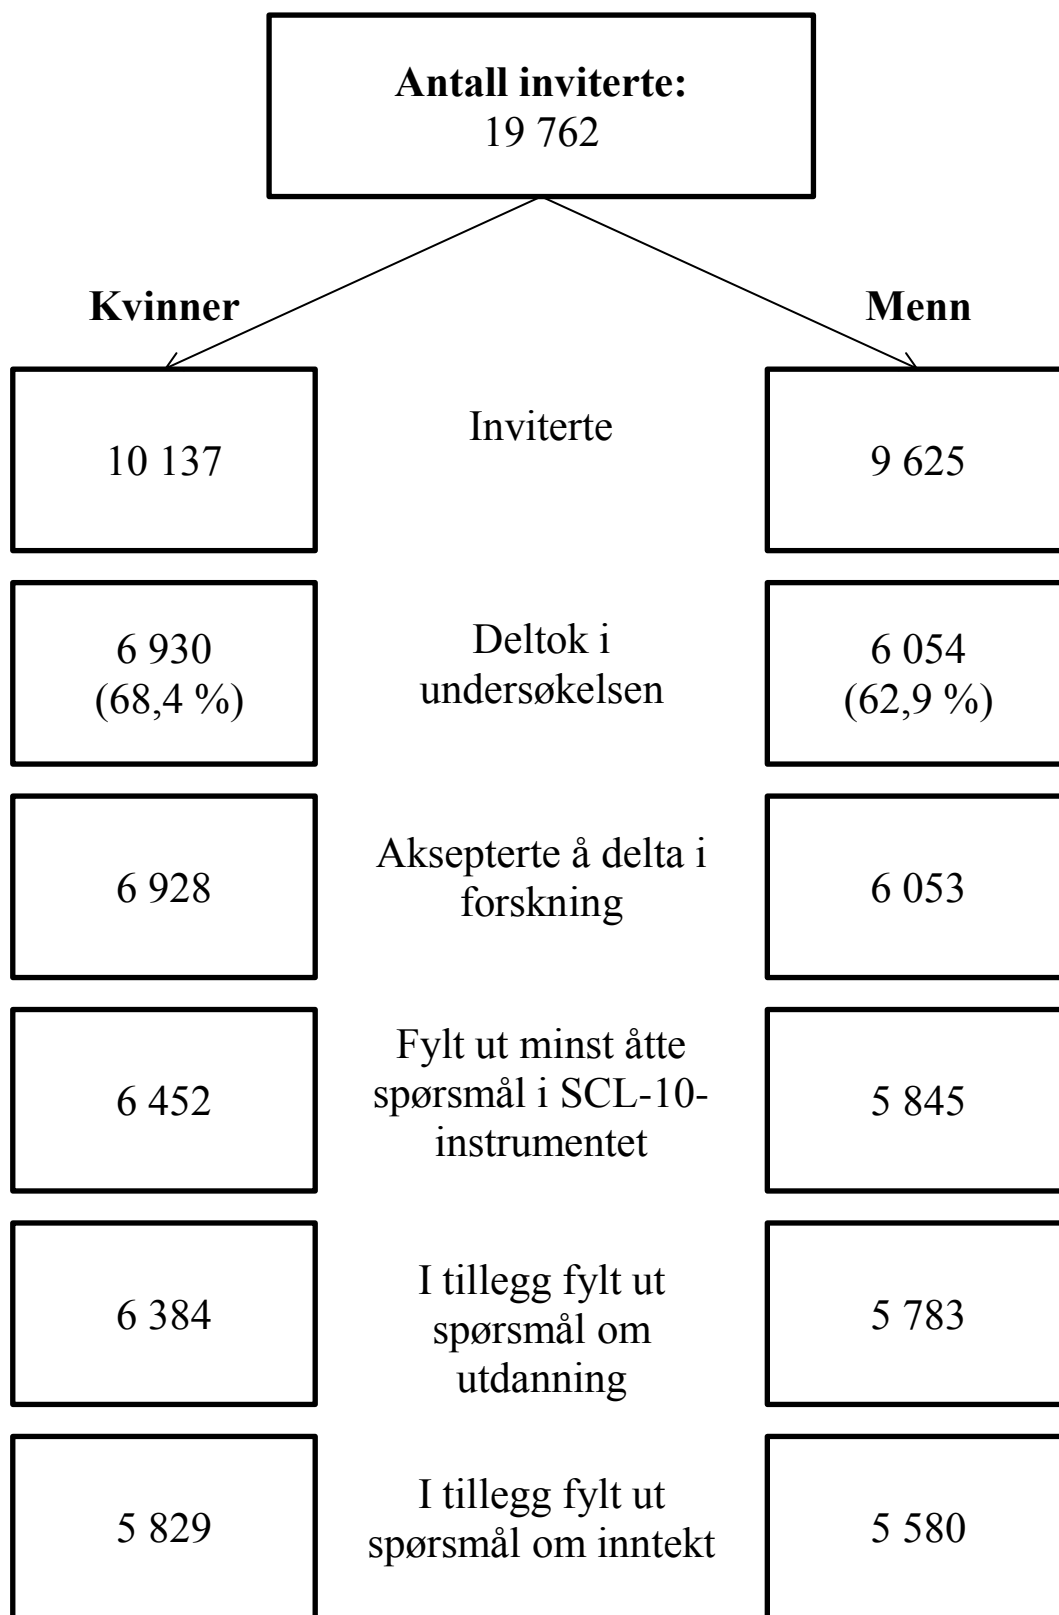 Antall inviterte:
19 762
Kvinner
Menn
10 137
Inviterte
9 625
6 930
(68,4 %)
Deltok i
undersøkelsen
6 054
(62,9 %)
6 928
Aksepterte å delta i
forskning
6 053
6 452
Fylt ut minst åtte
spørsmål i SCL-10-
instrumentet
5 845
6 384
I tillegg fylt ut
spørsmål om
utdanning
5 783
5 829
I tillegg fylt ut
spørsmål om inntekt
5 580